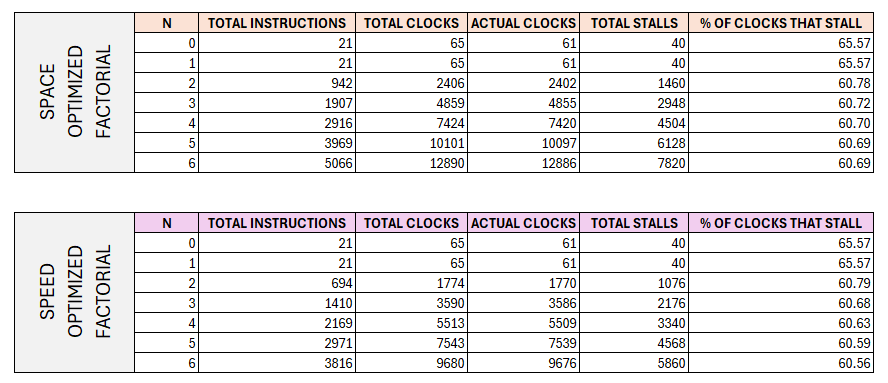 SPACE
OPTIMIZED
FACTORIAL
N TOTAL INSTRUCTIONS TOTAL CLOCKS ACTUAL CLOCKS TOTAL STALLS % OF CLOCKS THAT STALL
0 21 65 61 40 65.57
1 21 65 61 40 65.57
2 942 2406 2402 1460 60.78
3 1907 4859 4855 2948 60.72
4 2916 7424 7420 4504 60.70
5 3969 10101 10097 6128 60.69
6 5066 12890 12886 7820 60.69
SPEED
OPTIMIZED
FACTORIAL
N TOTAL INSTRUCTIONS TOTAL CLOCKS ACTUAL CLOCKS TOTAL STALLS % OF CLOCKS THAT STALL
0 21 65 61 40 65.57
1 21 65 61 40 65.57
2 694 1774 1770 1076 60.79
3 1410 3590 3586 2176 60.68
4 2169 5513 5509 3340 60.63
5 2971 7543 7539 4568 60.59
6 3816 9680 9676 5860 60.56